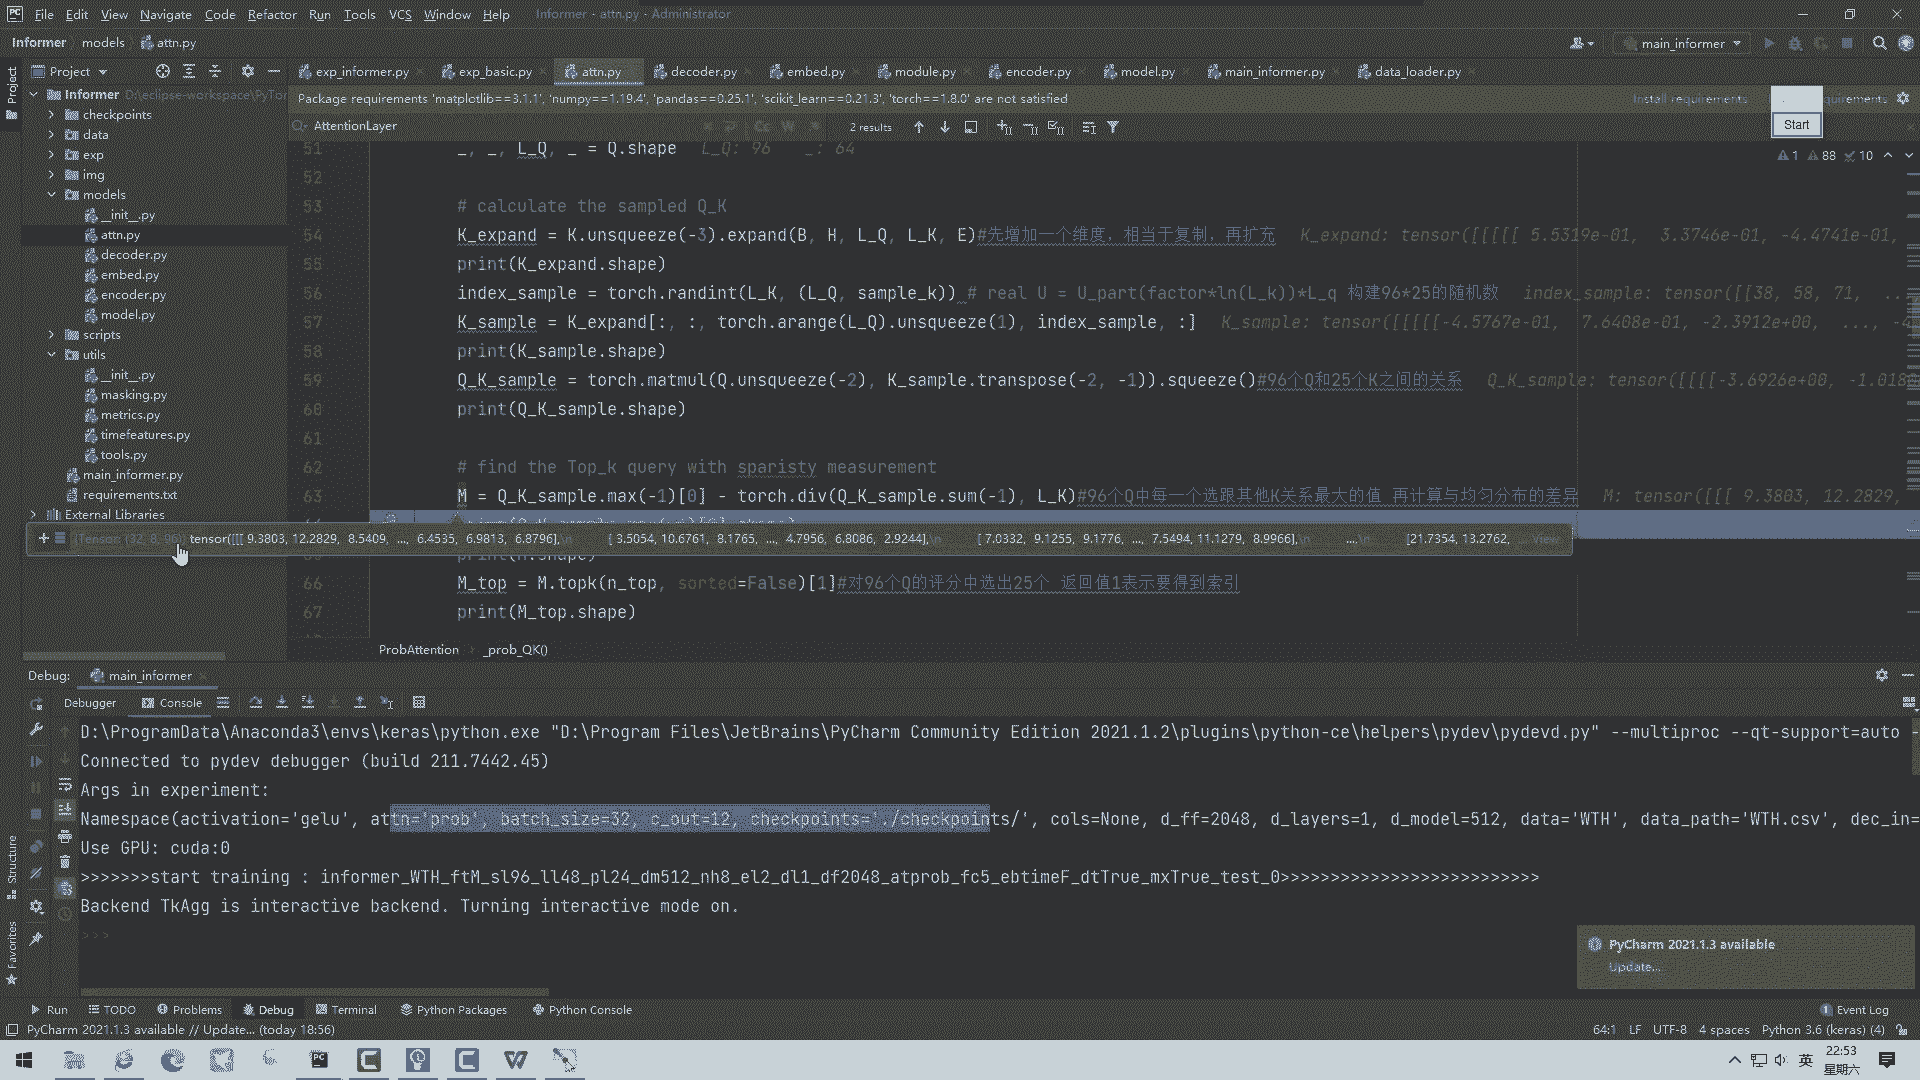 File Edit View Navigate Code Refactor Run Tools VCS Window Help Informer - attn.py - Administrator
Informer models attn.py main_informer
Project exp_informer.py exp_basic.py attn.py decoder.py embed.py module.py encoder.py model.py main_informer.py data_loader.py
Informer
checkpoints
data
exp
img
models
__init__.py
attn.py
decoder.py
embed.py
encoder.py
model.py
scripts
utils
__init__.py
masking.py
metrics.py
timefeatures.py
tools.py
main_informer.py
requirements.txt
External Libraries
Package requirements 'matplotlib==3.1.1', 'numpy==1.19.4', 'pandas==0.25.1', 'scikit_learn==0.21.3', 'torch==1.8.0' are not satisfied Install requirements
Start
AttentionLayer 2 results
1 88 10
51 _, _, L_Q, _ = Q.shape L_Q: 96 _: 64
52
53 # calculate the sampled Q_K
54 K_expand = K.unsqueeze(-3).expand(B, H, L_Q, L_K, E)#先增加一个维度，相当于复制，再扩充 K_expand: tensor([[[[[ 5.5319e-01, 3.3746e-01, -4.4741e-01,
55 print(K_expand.shape)
56 index_sample = torch.randint(L_K, (L_Q, sample_k)) # real U = U_part(factor*ln(L_k))*L_q 构建96*25的随机数 index_sample: tensor([[38, 58, 71, ...
57 K_sample = K_expand[:, :, torch.arange(L_Q).unsqueeze(1), index_sample, :] K_sample: tensor([[[[[-4.5767e-01, 7.6408e-01, -2.3912e+00, ..., -4
58 print(K_sample.shape)
59 Q_K_sample = torch.matmul(Q.unsqueeze(-2), K_sample.transpose(-2, -1)).squeeze()#96个Q和25个K之间的关系 Q_K_sample: tensor([[[[-3.6926e+00, -1.0180
60 print(Q_K_sample.shape)
61
62 # find the Top_k query with sparisty measurement
63 M = Q_K_sample.max(-1)[0] - torch.div(Q_K_sample.sum(-1), L_K)#96个Q中每一个选跟其他K关系最大的值 再计算与均匀分布的差异 M: tensor([[[ 9.3803, 12.2829,
{Tensor: (32, 8, 96)} tensor([[[ 9.3803, 12.2829, 8.5409, ..., 6.4535, 6.9813, 6.8796],\n [ 3.5054, 10.6761, 8.1765, ..., 4.7956, 6.8086, 2.9244],\n [ 7.0332, 9.1255, 9.1776, ..., 7.5494, 11.1279, 8.9966],\n ...,\n [21.7354, 13.2762, ... View
66 M_top = M.topk(n_top, sorted=False)[1]#对96个Q的评分中选出25个 返回值1表示要得到索引
67 print(M_top.shape)
ProbAttention _prob_QK()
Debug: main_informer
Debugger Console
D:\ProgramData\Anaconda3\envs\keras\python.exe "D:\Program Files\JetBrains\PyCharm Community Edition 2021.1.2\plugins\python-ce\helpers\pydev\pydevd.py" --multiproc --qt-support=auto -
Connected to pydev debugger (build 211.7442.45)
Args in experiment:
Namespace(activation='gelu', attn='prob', batch_size=32, c_out=12, checkpoints='./checkpoints/', cols=None, d_ff=2048, d_layers=1, d_model=512, data='WTH', data_path='WTH.csv', dec_in=
Use GPU: cuda:0
>>>>>>>start training : informer_WTH_ftM_sl96_ll48_pl24_dm512_nh8_el2_dl1_df2048_atprob_fc5_ebtimeF_dtTrue_mxTrue_test_0>>>>>>>>>>>>>>>>>>>>>>>>>>
Backend TkAgg is interactive backend. Turning interactive mode on.
>>>
PyCharm 2021.1.3 available
Update...
Structure
Favorites
Run TODO Problems Debug Terminal Python Packages Python Console Event Log
PyCharm 2021.1.3 available // Update... (today 18:56) 64:1 LF UTF-8 4 spaces Python 3.6 (keras) (4)
英 22:53
星期六